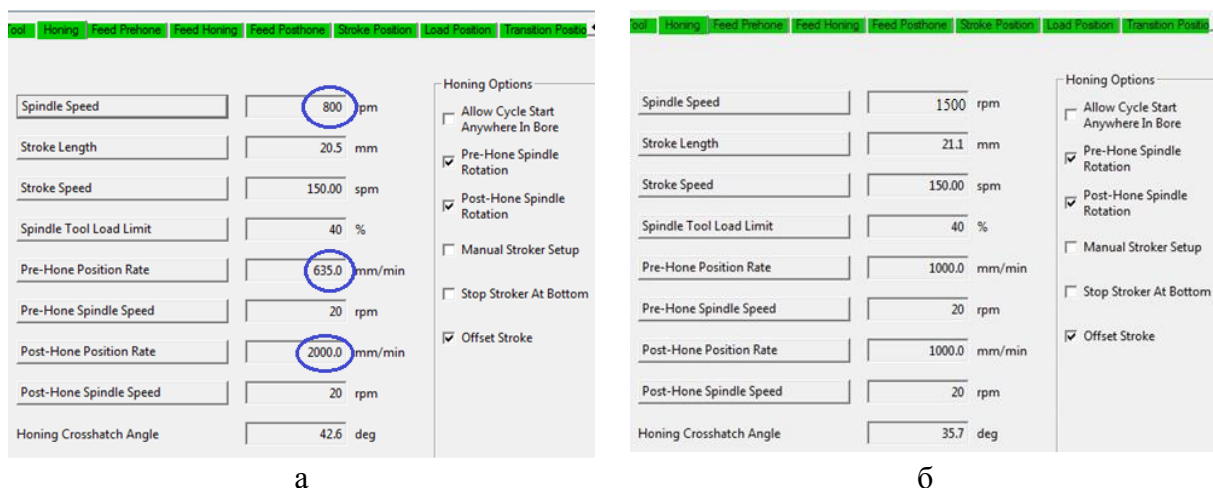 ool Honing Feed Prehone Feed Honing Feed Posthone Stroke Position Load Position Transition Positio
Spindle Speed 800 rpm
Stroke Length 20.5 mm
Stroke Speed 150.00 spm
Spindle Tool Load Limit 40 %
Pre-Hone Position Rate 635.0 mm/min
Pre-Hone Spindle Speed 20 rpm
Post-Hone Position Rate 2000.0 mm/min
Post-Hone Spindle Speed 20 rpm
Honing Crosshatch Angle 42.6 deg
Honing Options
Allow Cycle Start
Anywhere In Bore
Pre-Hone Spindle
Rotation
Post-Hone Spindle
Rotation
Manual Stroker Setup
Stop Stroker At Bottom
Offset Stroke
а
Tool Honing Feed Prehone Feed Honing Feed Posthone Stroke Position Load Position Transition Positio
Spindle Speed 1500 rpm
Stroke Length 21.1 mm
Stroke Speed 150.00 spm
Spindle Tool Load Limit 40 %
Pre-Hone Position Rate 1000.0 mm/min
Pre-Hone Spindle Speed 20 rpm
Post-Hone Position Rate 1000.0 mm/min
Post-Hone Spindle Speed 20 rpm
Honing Crosshatch Angle 35.7 deg
Honing Options
Allow Cycle Start
Anywhere In Bore
Pre-Hone Spindle
Rotation
Post-Hone Spindle
Rotation
Manual Stroker Setup
Stop Stroker At Bottom
Offset Stroke
б